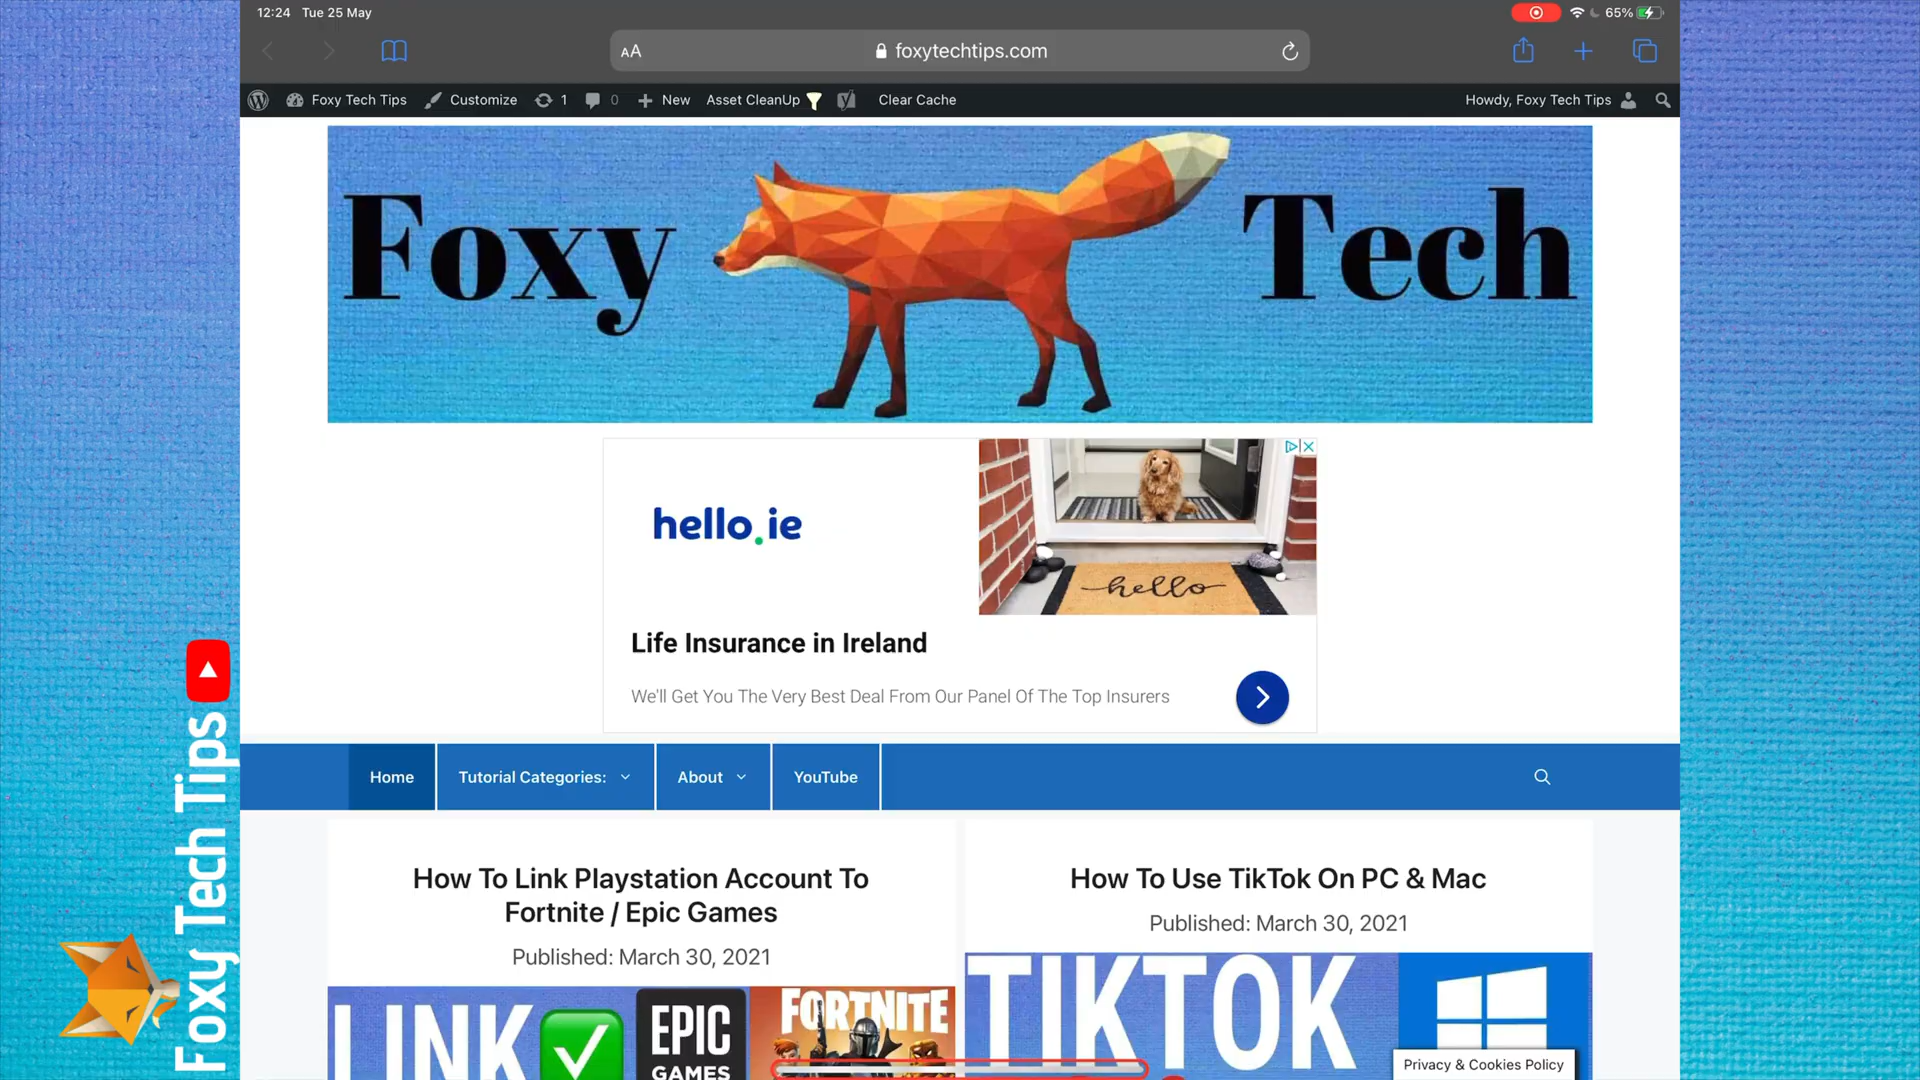 12:24 Tue 25 May
65%
AA
foxytechtips.com
Foxy Tech Tips Customize 1 0 New Asset CleanUp Clear Cache
Howdy, Foxy Tech Tips
Foxy Tech
hello.ie
hello
Life Insurance in Ireland
We'll Get You The Very Best Deal From Our Panel Of The Top Insurers
Home Tutorial Categories: About YouTube
How To Link Playstation Account To
Fortnite / Epic Games
Published: March 30, 2021
LINK
EPIC
GAMES
FORTNITE
How To Use TikTok On PC & Mac
Published: March 30, 2021
TIKTOK
Privacy & Cookies Policy
Foxy Tech Tips